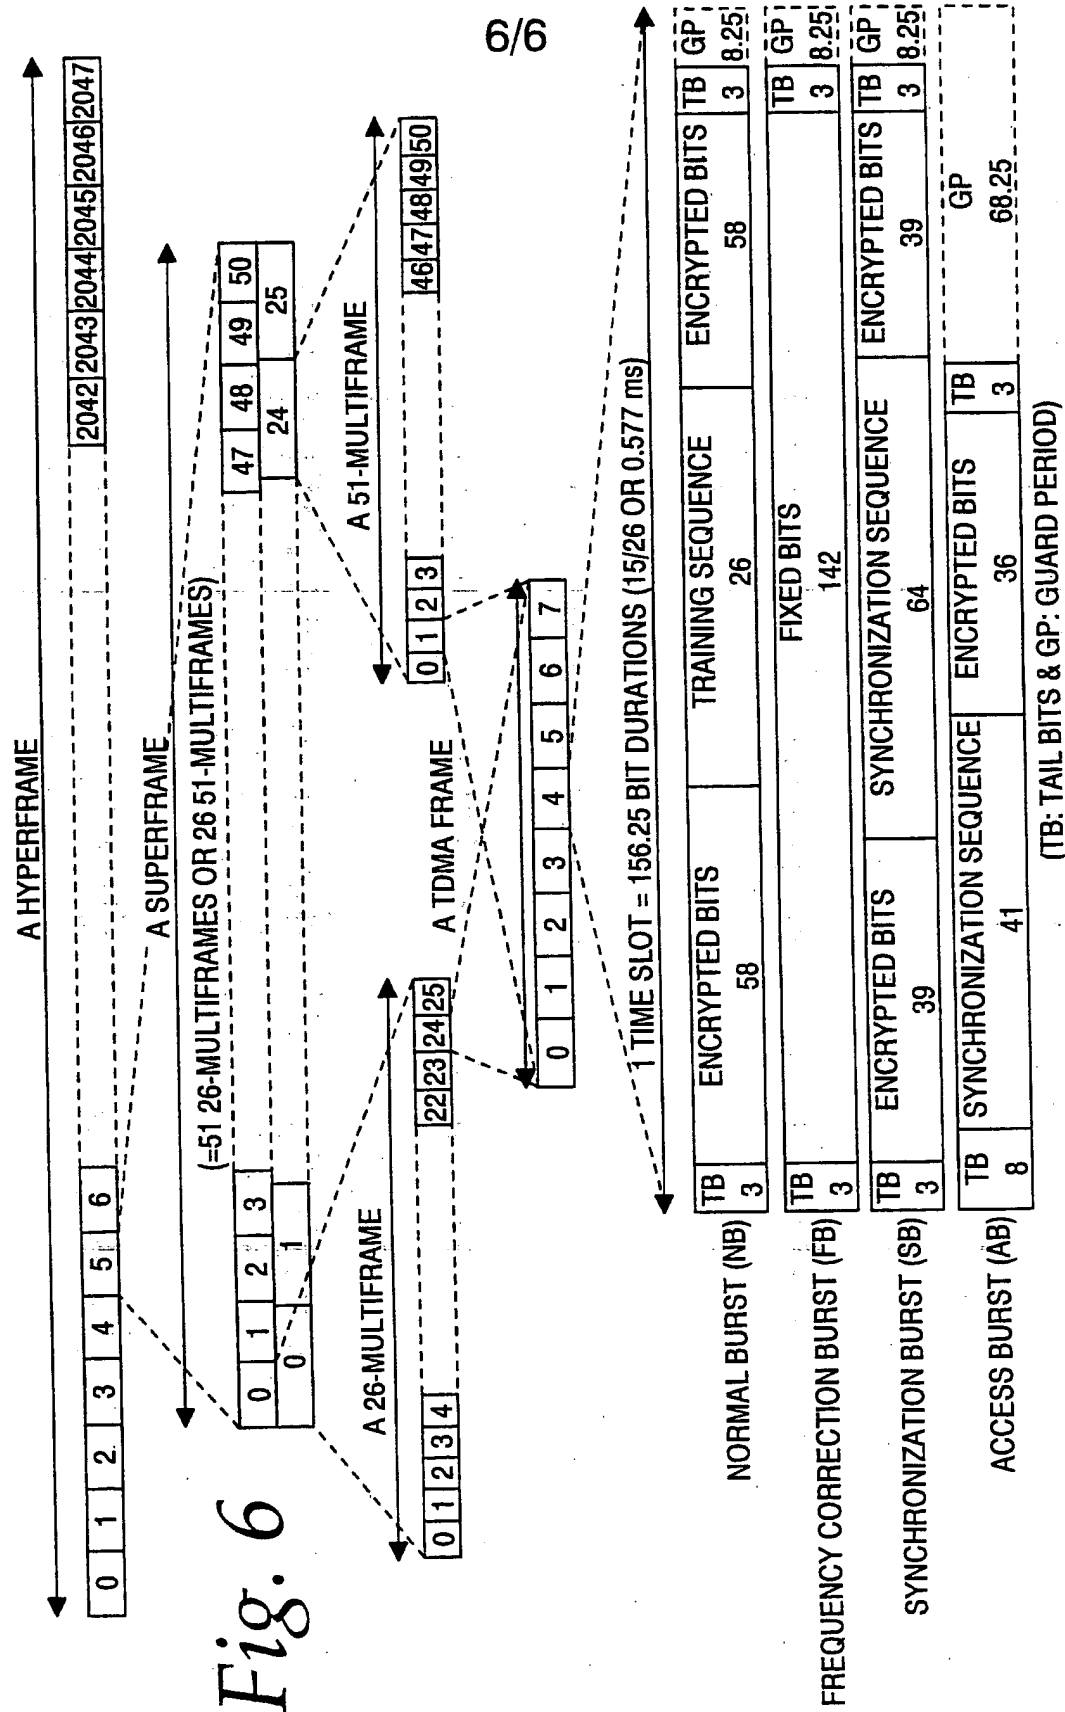 6/6
A HYPERFRAME
0 1 2 3 4 5 6 2042 2043 2044 2045 2046 2047
A SUPERFRAME
(=51 26-MULTIFRAMES OR 26 51-MULTIFRAMES)
0 1 2 3 47 48 49 50
0 1 24 25
A 26-MULTIFRAME
0 1 2 3 4 22 23 24 25
A 51-MULTIFRAME
0 1 2 3 46 47 48 49 50
A TDMA FRAME
0 1 2 3 4 5 6 7
1 TIME SLOT = 156.25 BIT DURATIONS (15/26 OR 0.577 ms)
NORMAL BURST (NB)
TB ENCRYPTED BITS TRAINING SEQUENCE ENCRYPTED BITS TB GP
3 58 26 58 3 8.25
FREQUENCY CORRECTION BURST (FB)
TB FIXED BITS TB GP
3 142 3 8.25
SYNCHRONIZATION BURST (SB)
TB ENCRYPTED BITS SYNCHRONIZATION SEQUENCE ENCRYPTED BITS TB GP
3 39 64 39 3 8.25
ACCESS BURST (AB)
TB SYNCHRONIZATION SEQUENCE ENCRYPTED BITS TB GP
8 41 36 3 68.25
(TB: TAIL BITS & GP: GUARD PERIOD)
Fig. 6